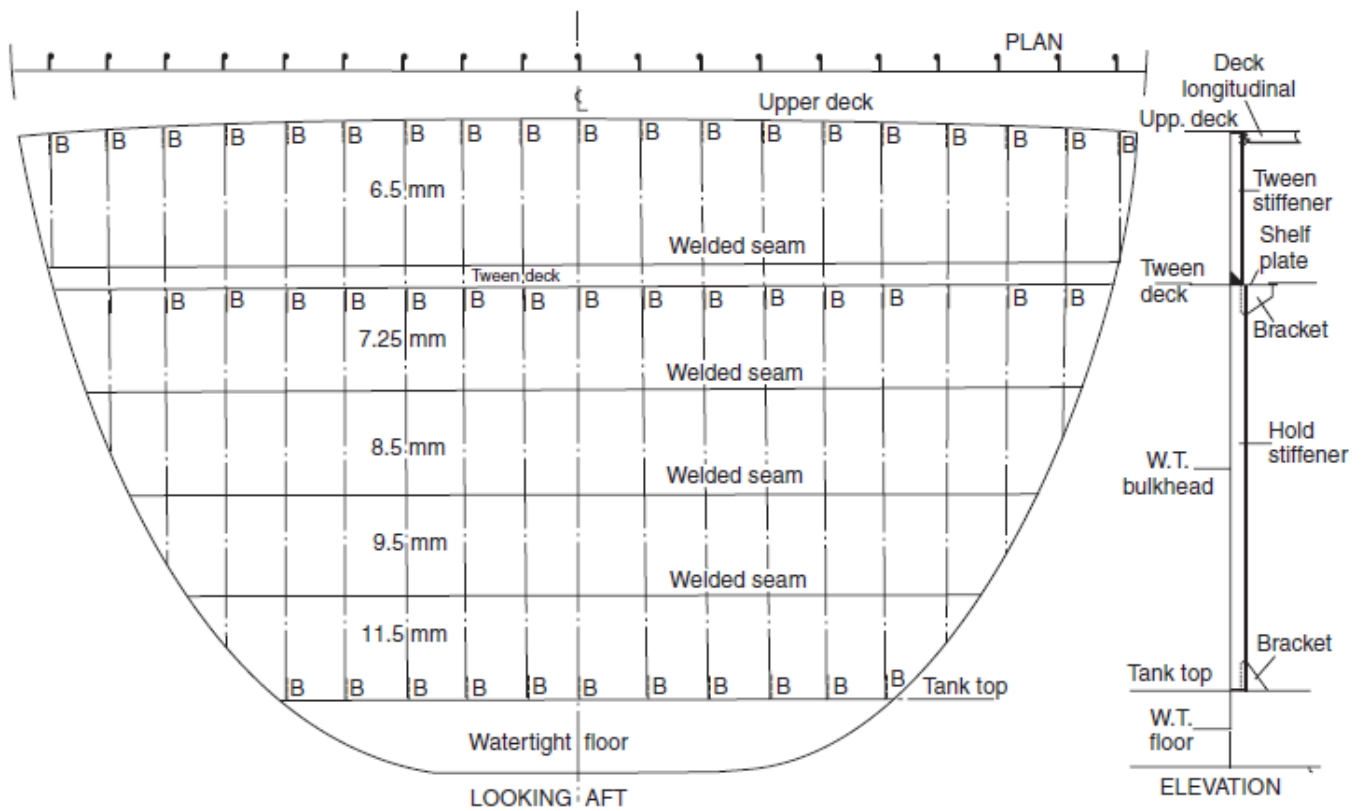 PLAN
℄
Upper deck
B B B B B B B B B B B B B B B B B B B
6.5 mm
Welded seam
Tween deck
B B B B B B B B B B B B B B B
7.25 mm
Welded seam
8.5 mm
Welded seam
9.5 mm
Welded seam
11.5 mm
B B B B B B B B B B B
Tank top
Watertight floor
LOOKING AFT
Deck
longitudinal
Upp. deck
Tween
stiffener
Shelf
plate
Tween
deck
Bracket
Hold
stiffener
W.T.
bulkhead
Bracket
Tank top
W.T.
floor
ELEVATION